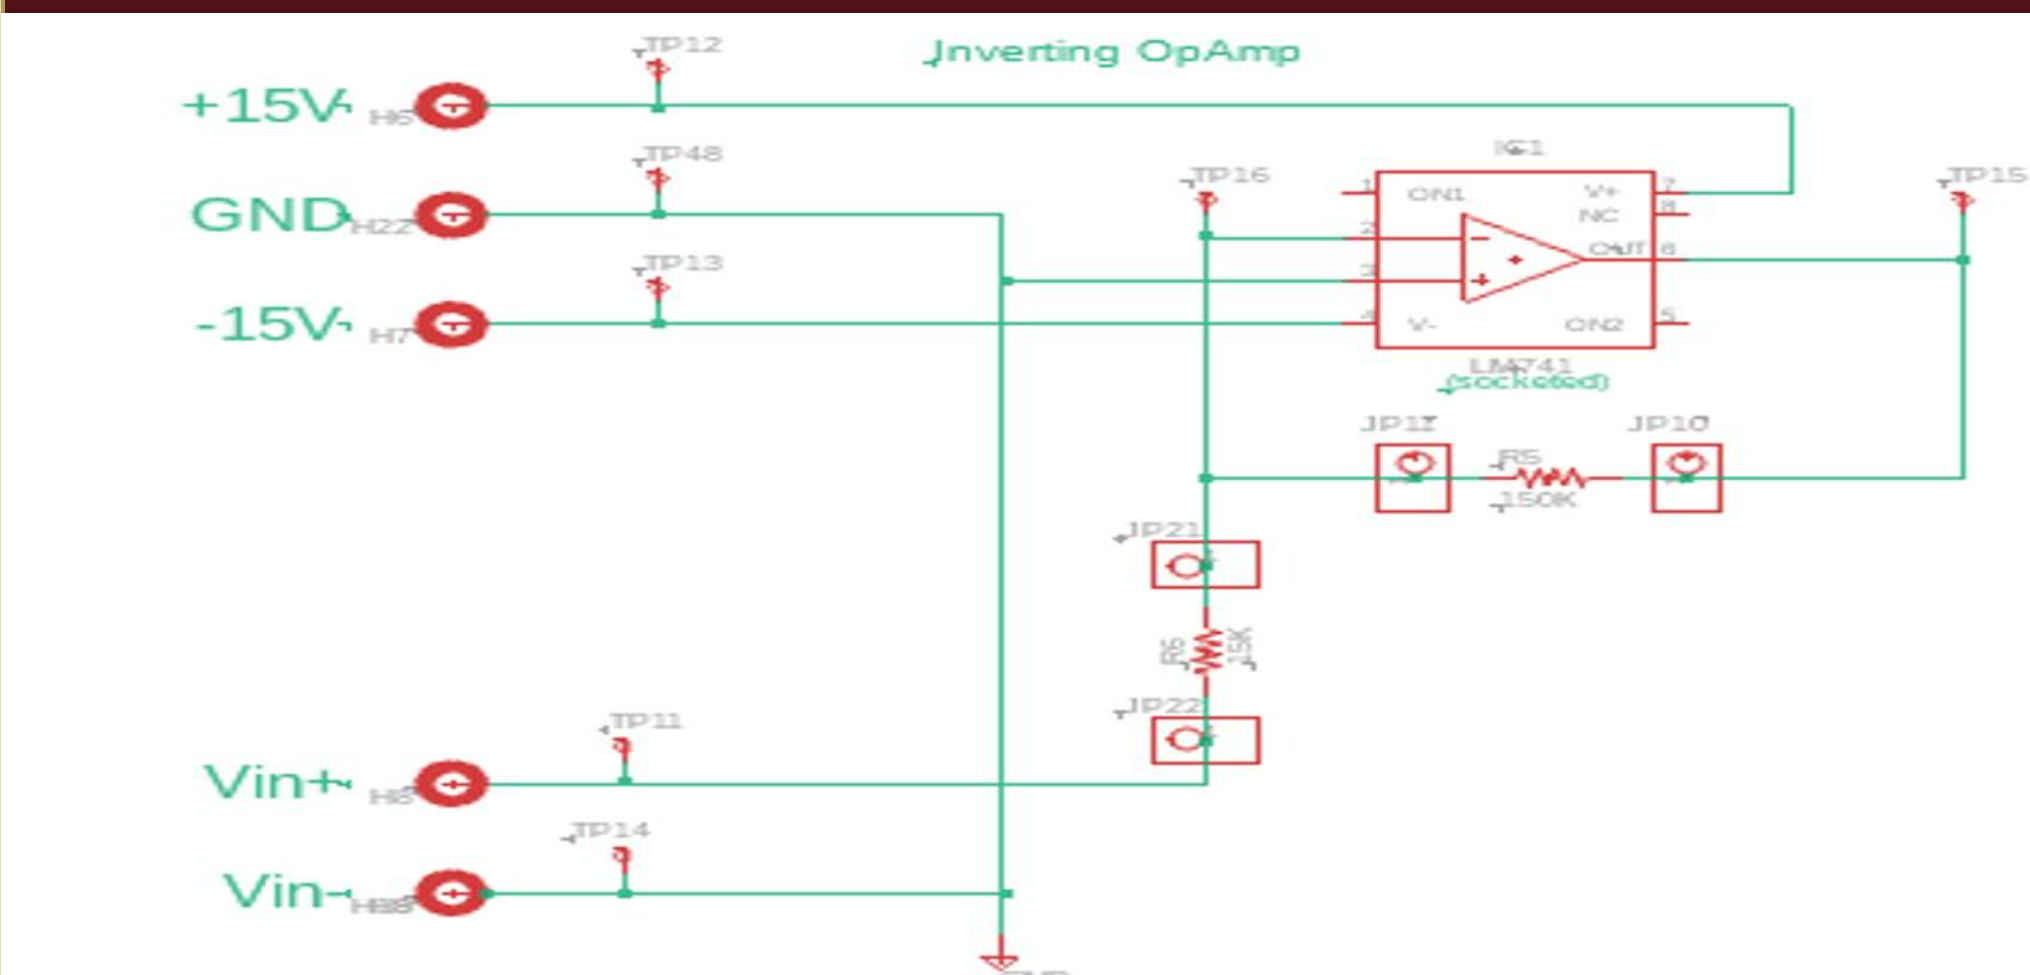 Inverting OpAmp
TP12
+15V
H6
TP48
GND
H22
TP13
-15V
H7
TP16
IC1
TP15
1
ON1
V+
7
NC
8
2
-
OUT
6
3
+
4
V-
ON2
5
LM741
(socketed)
JP10
R5
150K
JP21
R6
15K
JP22
TP11
Vin+
TP14
Vin-